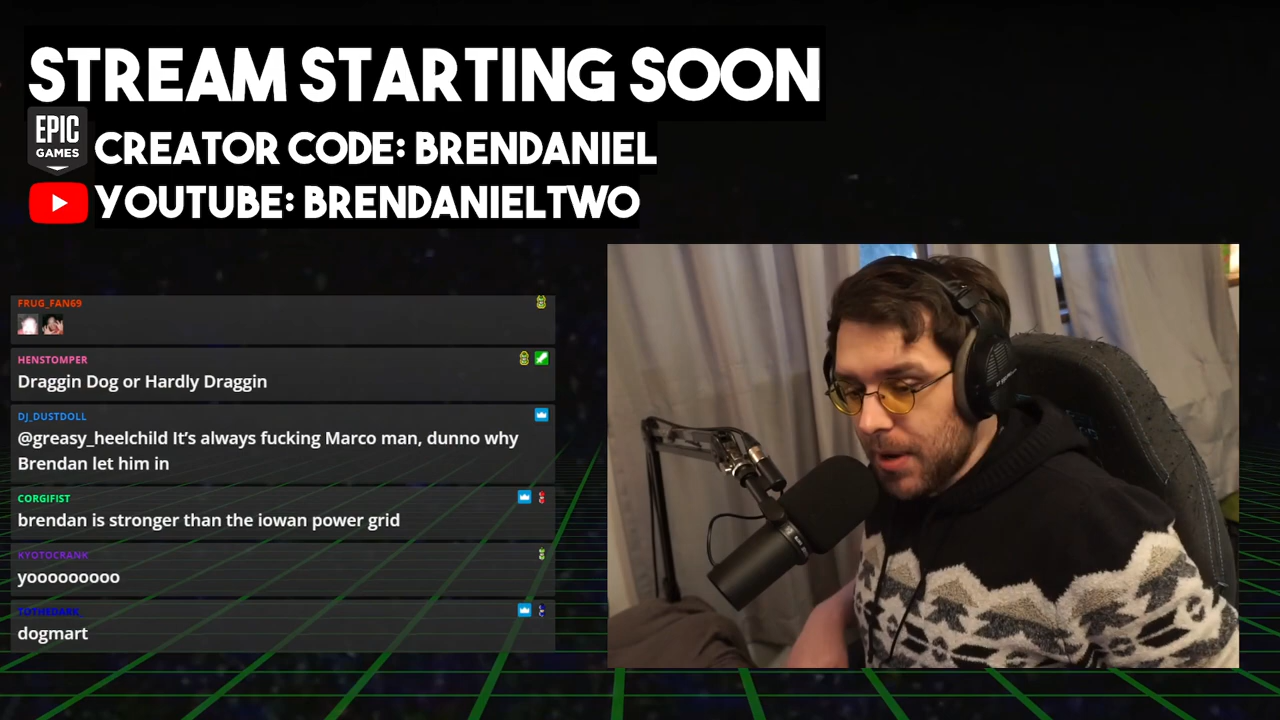 STREAM STARTING SOON
EPIC
GAMES
CREATOR CODE: BRENDANIEL
YOUTUBE: BRENDANIELTWO
FRUG_FAN69
HENSTOMPER
Draggin Dog or Hardly Draggin
DJ_DUSTDOLL
@greasy_heelchild It’s always fucking Marco man, dunno why
Brendan let him in
CORGIFIST
brendan is stronger than the iowan power grid
KYOTOCRANK
yooooooooo
TOTHEDARK
dogmart